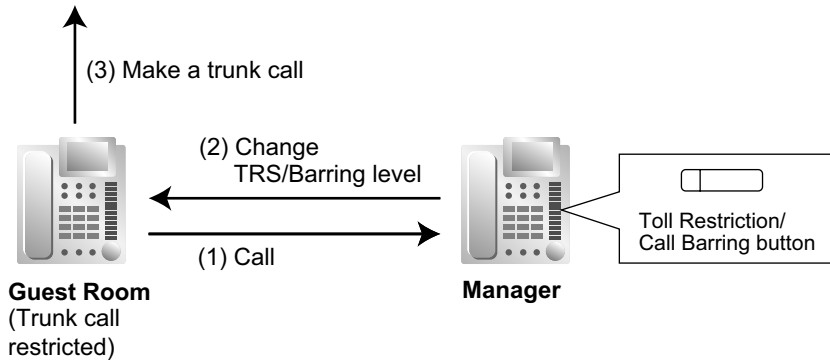 (3) Make a trunk call
(2) Change
TRS/Barring level
(1) Call
Toll Restriction/
Call Barring button
Guest Room
(Trunk call
restricted)
Manager